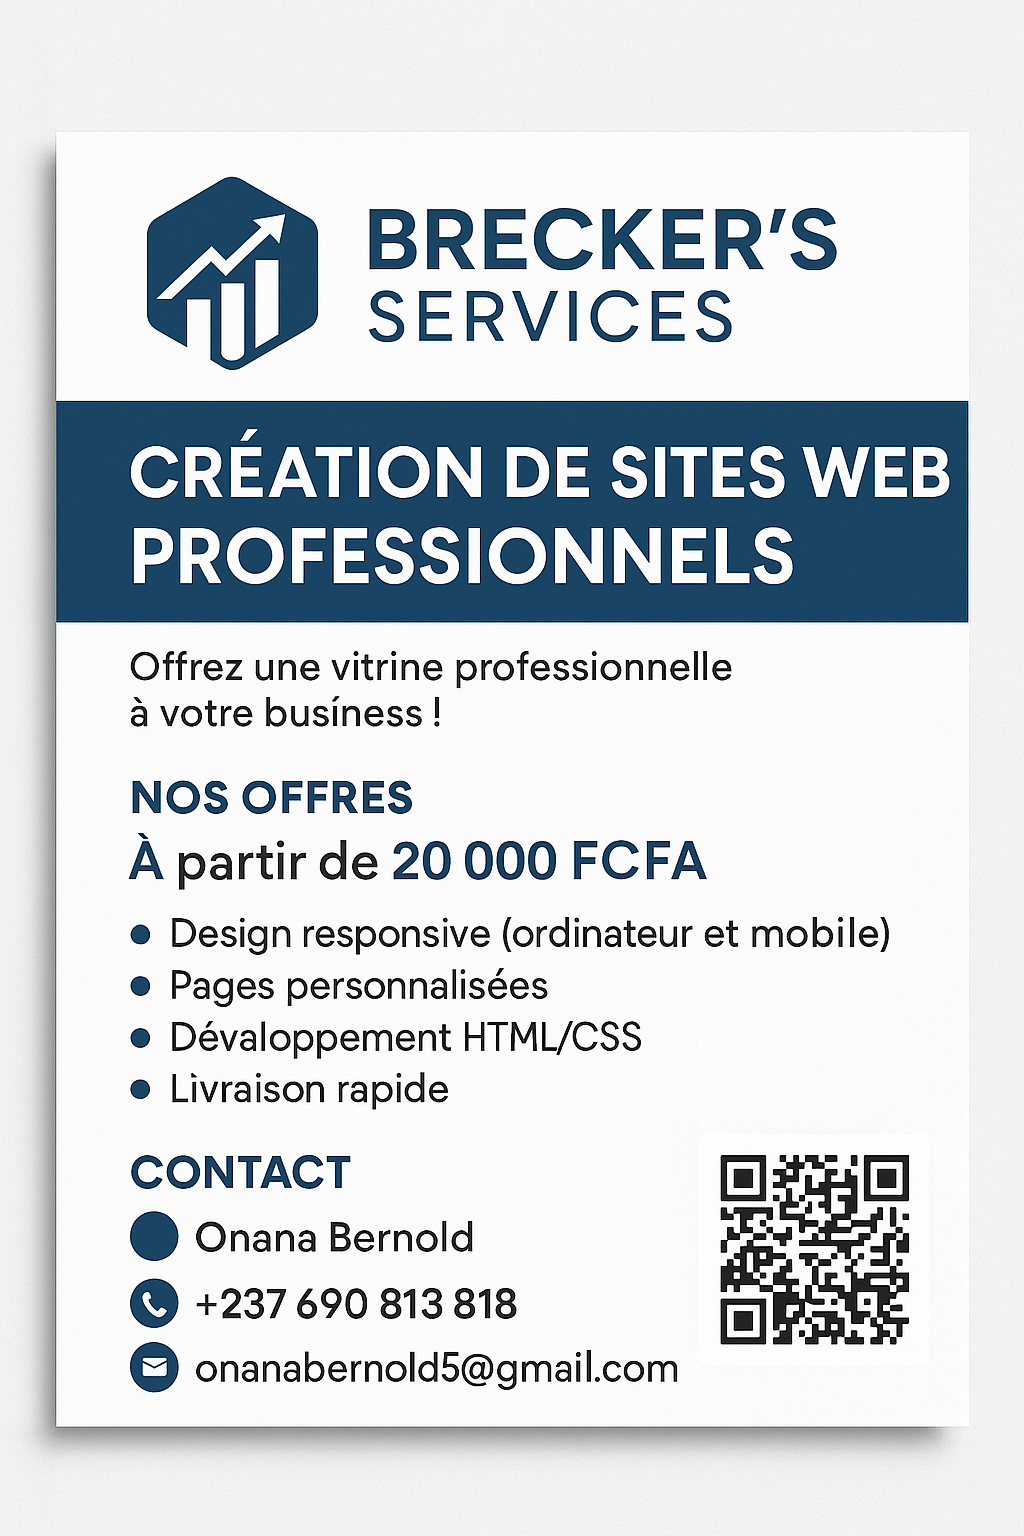 BRECKER'S
SERVICES
CRÉATION DE SITES WEB
PROFESSIONNELS
Offrez une vitrine professionnelle
à votre busíness !
NOS OFFRES
À partir de 20 000 FCFA
Design responsive (ordinateur et mobile)
Pages personnalisées
Dévaloppement HTML/CSS
Lìvraison rapide
CONTACT
Onana Bernold
+237 690 813 818
onanabernold5@gmail.com